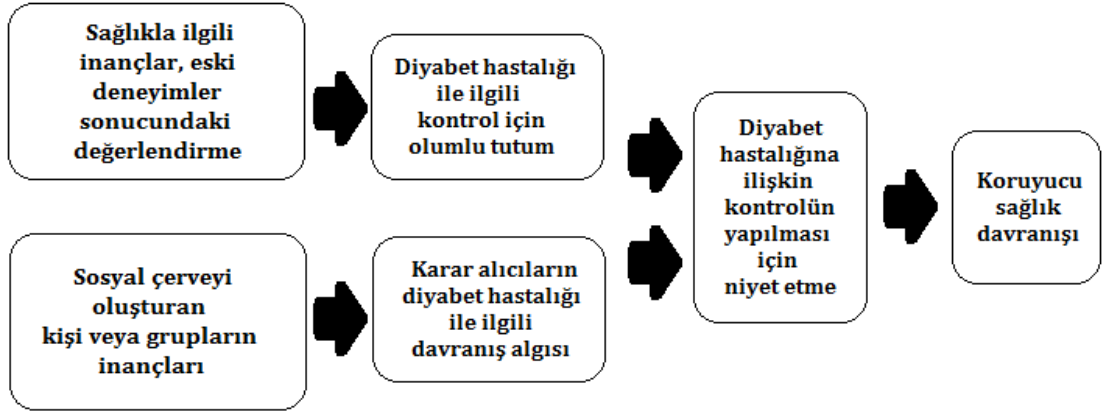 Sağlıkla ilgili
inançlar, eski
deneyimler
sonucundaki
değerlendirme
Diyabet hastalığı
ile ilgili
kontrol için
olumlu tutum
Sosyal çerveyi
oluşturan
kişi veya grupların
inançları
Karar alıcıların
diyabet hastalığı
ile ilgili
davranış algısı
Diyabet
hastalığına
ilişkin
kontrolün
yapılması
için
niyet etme
Koruyucu
sağlık
davranışı